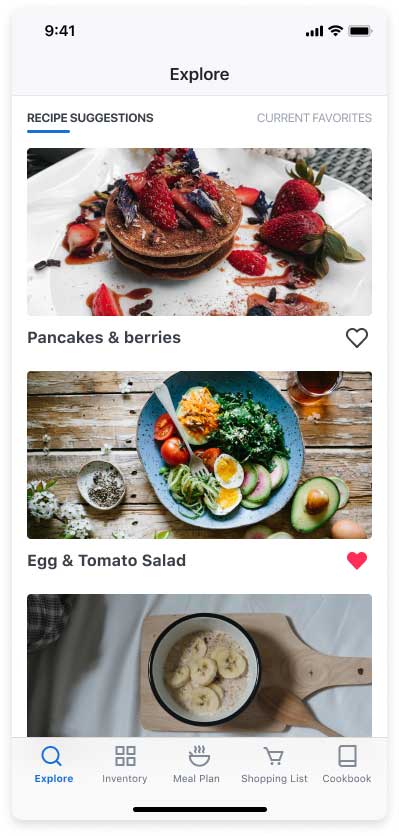 9:41
Explore
RECIPE SUGGESTIONS
CURRENT FAVORITES
Pancakes & berries
Egg & Tomato Salad
Explore
Inventory
Meal Plan
Shopping List
Cookbook